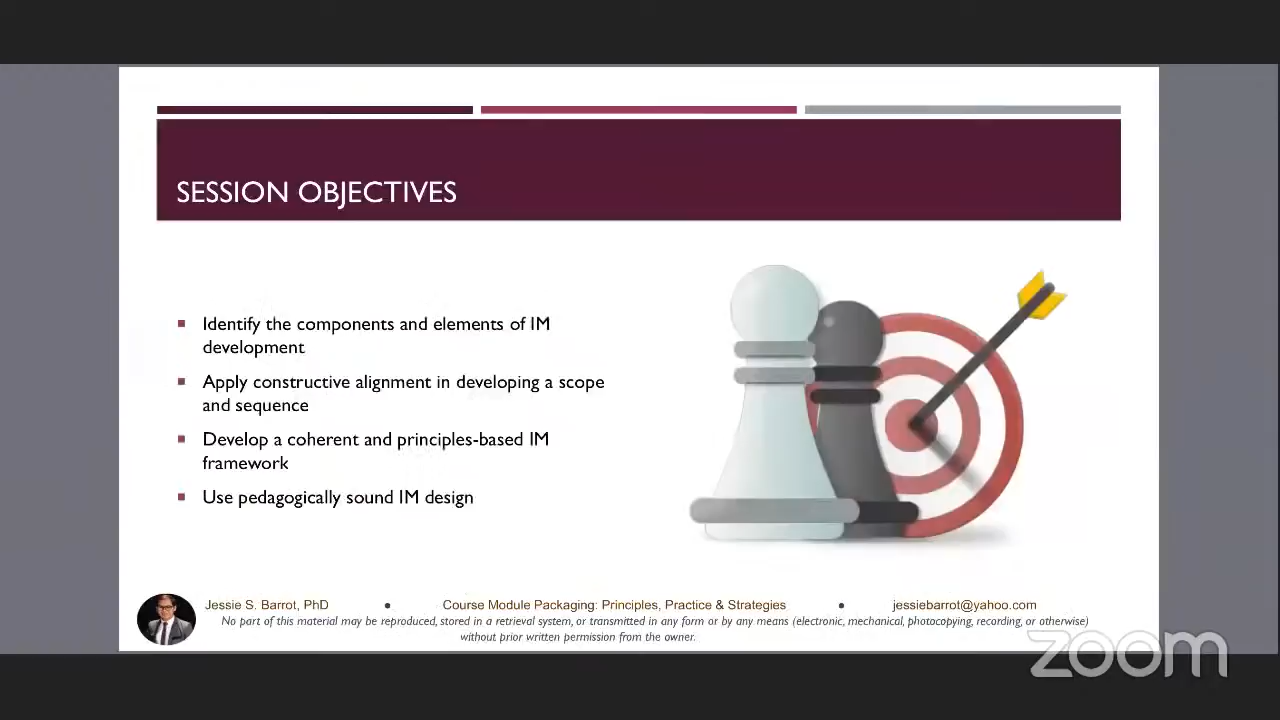 SESSION OBJECTIVES
Identify the components and elements of IM
development
Apply constructive alignment in developing a scope
and sequence
Develop a coherent and principles-based IM
framework
Use pedagogically sound IM design
Jessie S. Barrot, PhD • Course Module Packaging: Principles, Practice & Strategies • jessiebarrot@yahoo.com
No part of this material may be reproduced, stored in a retrieval system, or transmitted in any form or by any means (electronic, mechanical, photocopying, recording, or otherwise)
without prior written permission from the owner.
zoom